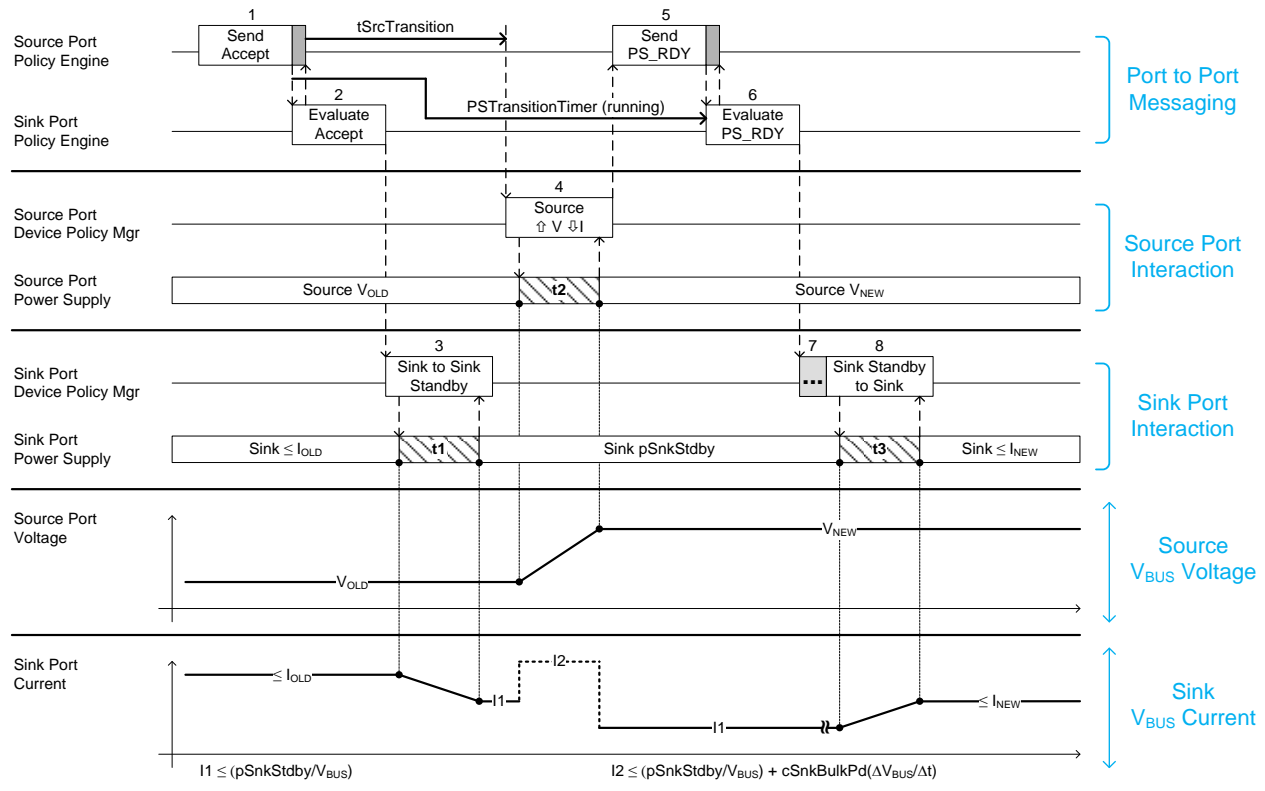 1
Send
Accept
tSrcTransition
5
Send
PS_RDY
Source Port
Policy Engine
2
Evaluate
Accept
PSTransitionTimer (running)
6
Evaluate
PS_RDY
Sink Port
Policy Engine
Port to Port
Messaging
4
Source
⇧ V ⇩I
Source Port
Device Policy Mgr
Source Port
Power Supply
Source VOLD
t2
Source VNEW
Source Port
Interaction
3
Sink to Sink
Standby
7
...
8
Sink Standby
to Sink
Sink Port
Device Policy Mgr
Sink Port
Power Supply
Sink ≤ IOLD
t1
Sink pSnkStdby
t3
Sink ≤ INEW
Sink Port
Interaction
Source Port
Voltage
VOLD
VNEW
Source
VBUS Voltage
Sink Port
Current
≤ IOLD
I1
I2
I1
≤ INEW
Sink
VBUS Current
I1 ≤ (pSnkStdby/VBUS)
I2 ≤ (pSnkStdby/VBUS) + cSnkBulkPd(ΔVBUS/Δt)